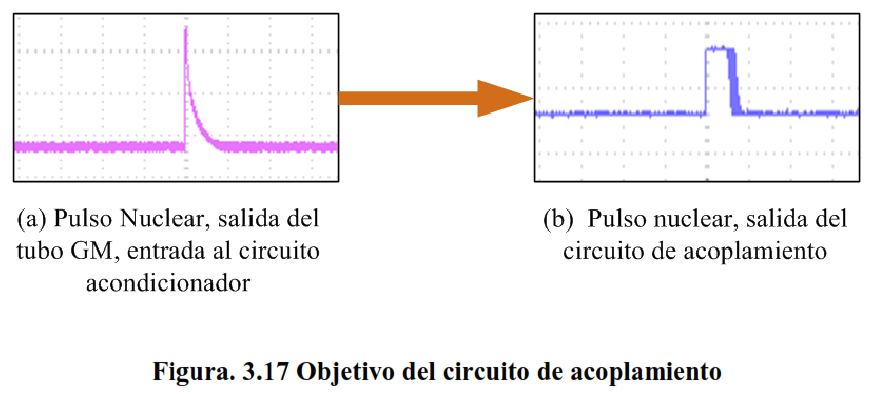 (a) Pulso Nuclear, salida del
tubo GM, entrada al circuito
acondicionador
(b) Pulso nuclear, salida del
circuito de acoplamiento
Figura. 3.17 Objetivo del circuito de acoplamiento